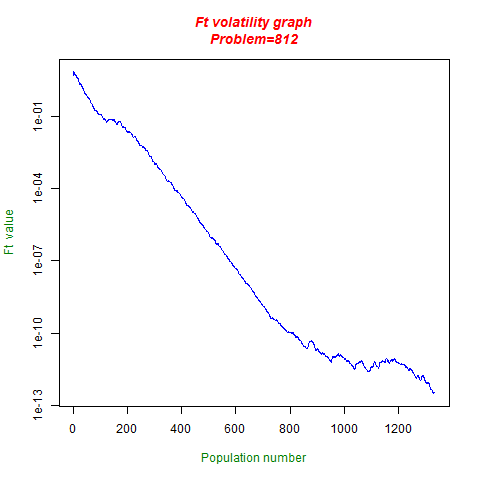 Ft volatility graph
Problem=812
Ft value
1e-01
1e-04
1e-07
1e-10
1e-13
0 200 400 600 800 1000 1200
Population number